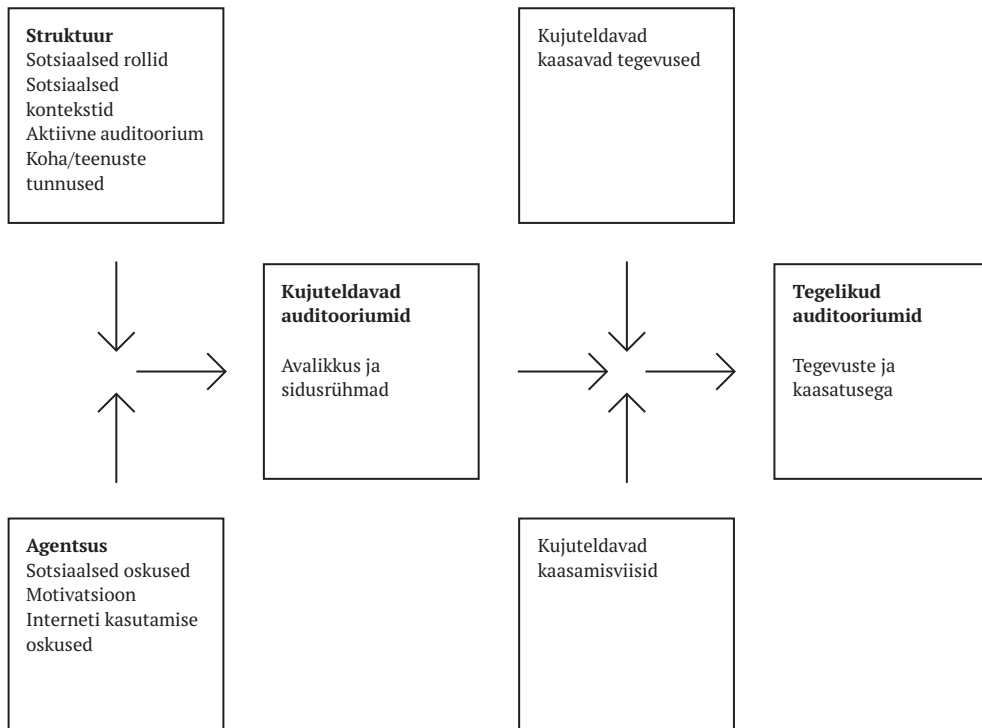 Struktuur
Sotsiaalsed rollid
Sotsiaalsed
kontekstid
Aktiivne auditoorium
Koha/teenuste
tunnused
Kujuteldavad
kaasavad tegevused
Kujuteldavad
auditooriumid
Avalikkus ja
sidusrühmad
Tegelikud
auditooriumid
Tegevuste ja
kaasatusega
Agentsus
Sotsiaalsed oskused
Motivatsioon
Interneti kasutamise
oskused
Kujuteldavad
kaasamisviisid